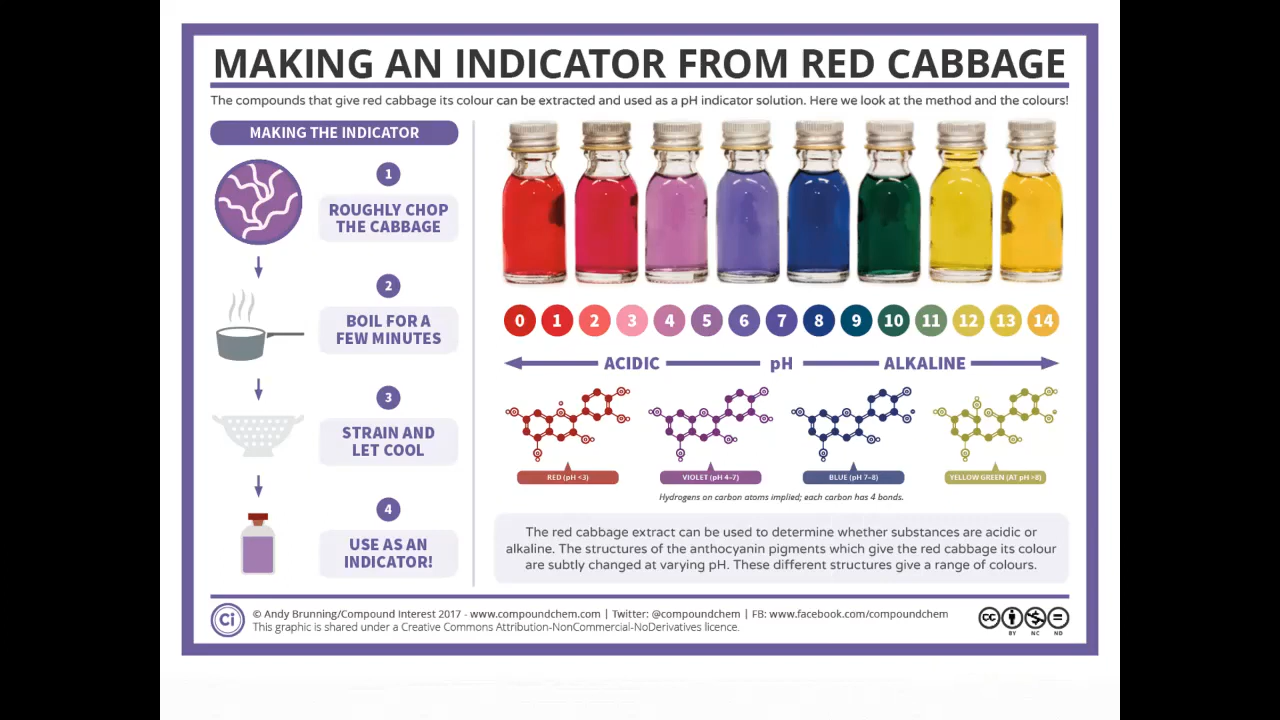 MAKING AN INDICATOR FROM RED CABBAGE
The compounds that give red cabbage its colour can be extracted and used as a pH indicator solution. Here we look at the method and the colours!
MAKING THE INDICATOR
1
ROUGHLY CHOP
THE CABBAGE
2
BOIL FOR A
FEW MINUTES
3
STRAIN AND
LET COOL
4
USE AS AN
INDICATOR!
0 1 2 3 4 5 6 7 8 9 10 11 12 13 14
ACIDIC pH ALKALINE
RED (pH <3) VIOLET (pH 4–7) BLUE (pH 7–8) YELLOW GREEN (AT pH >8)
Hydrogens on carbon atoms implied; each carbon has 4 bonds.
The red cabbage extract can be used to determine whether substances are acidic or
alkaline. The structures of the anthocyanin pigments which give the red cabbage its colour
are subtly changed at varying pH. These different structures give a range of colours.
Ci © Andy Brunning/Compound Interest 2017 - www.compoundchem.com | Twitter: @compoundchem | FB: www.facebook.com/compoundchem
This graphic is shared under a Creative Commons Attribution-NonCommercial-NoDerivatives licence.
cc BY NC ND